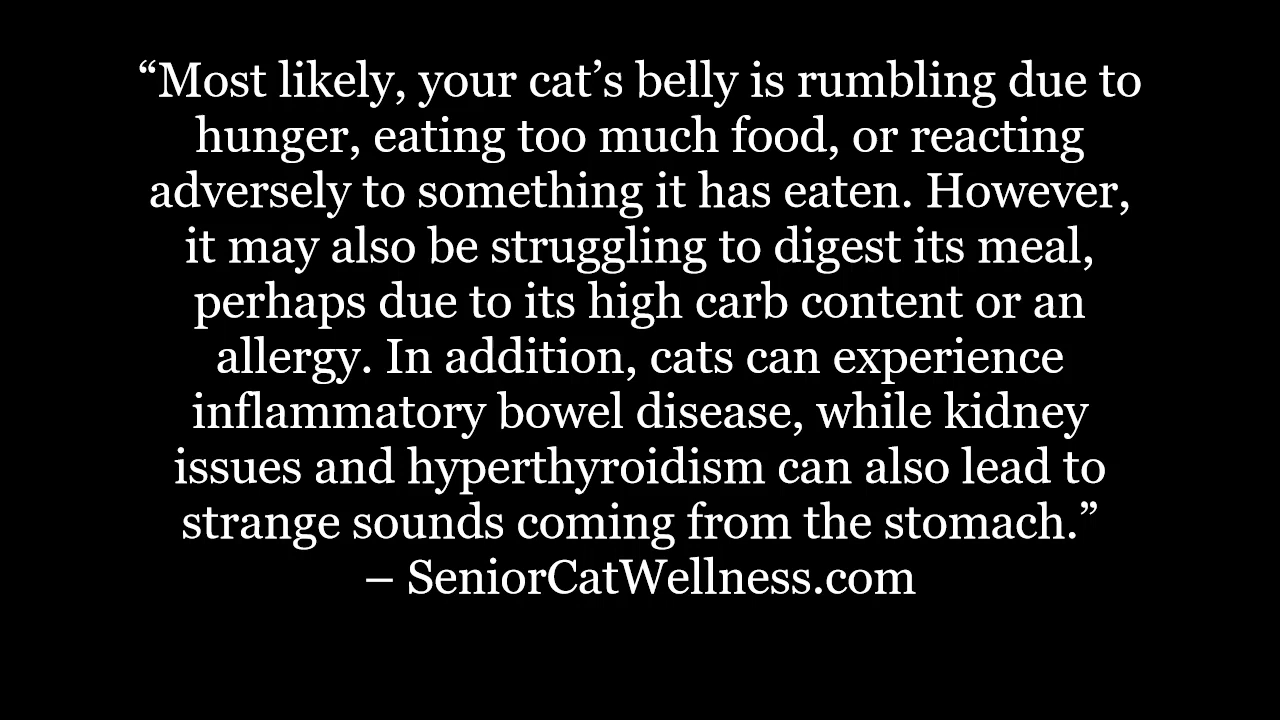 “Most likely, your cat’s belly is rumbling due to
hunger, eating too much food, or reacting
adversely to something it has eaten. However,
it may also be struggling to digest its meal,
perhaps due to its high carb content or an
allergy. In addition, cats can experience
inflammatory bowel disease, while kidney
issues and hyperthyroidism can also lead to
strange sounds coming from the stomach.”
– SeniorCatWellness.com